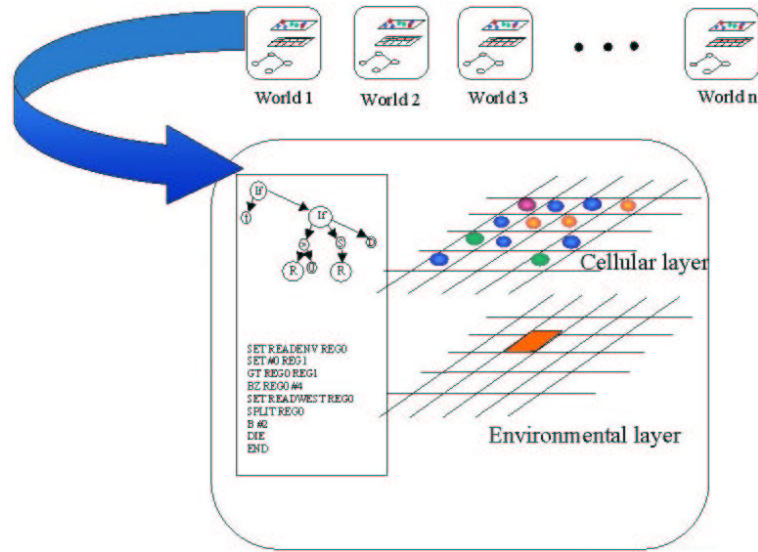 World 1
World 2
World 3
World n
If
If
>
S
D
R
0
R
Cellular layer
SET READENV REG0
SET #0 REG1
GT REG0 REG1
BZ REG0 #4
SET READWEST REG0
SPLIT REG0
B #2
DIE
END
Environmental layer